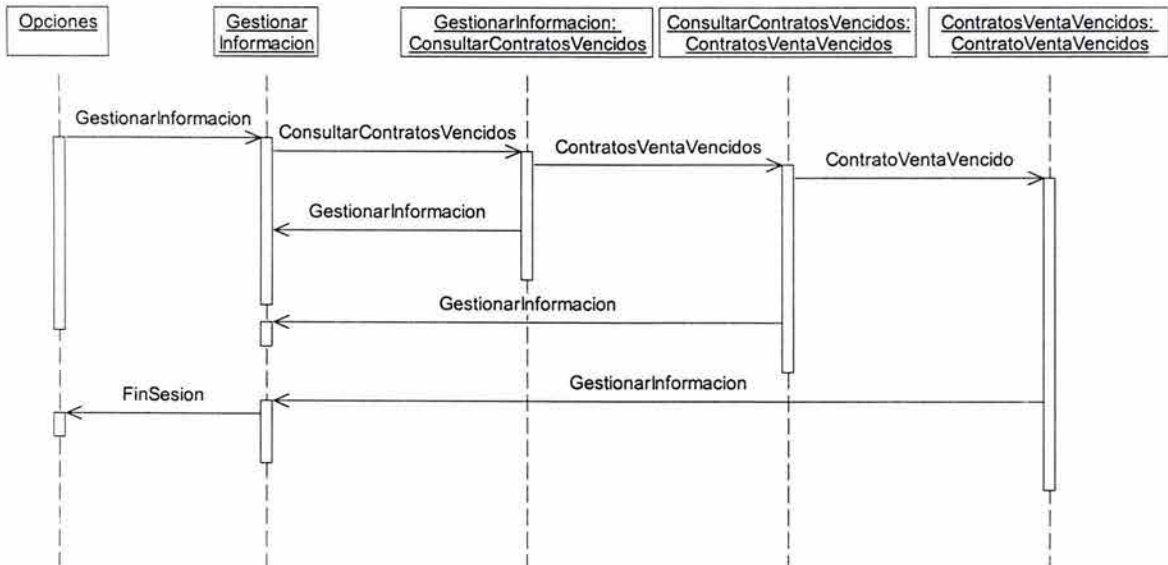 Opciones
Gestionar
Informacion
GestionarInformacion:
ConsultarContratosVencidos
ConsultarContratosVencidos:
ContratosVentaVencidos
ContratosVentaVencidos:
ContratoVentaVencidos
GestionarInformacion
ConsultarContratosVencidos
ContratosVentaVencidos
ContratoVentaVencido
GestionarInformacion
GestionarInformacion
GestionarInformacion
FinSesion